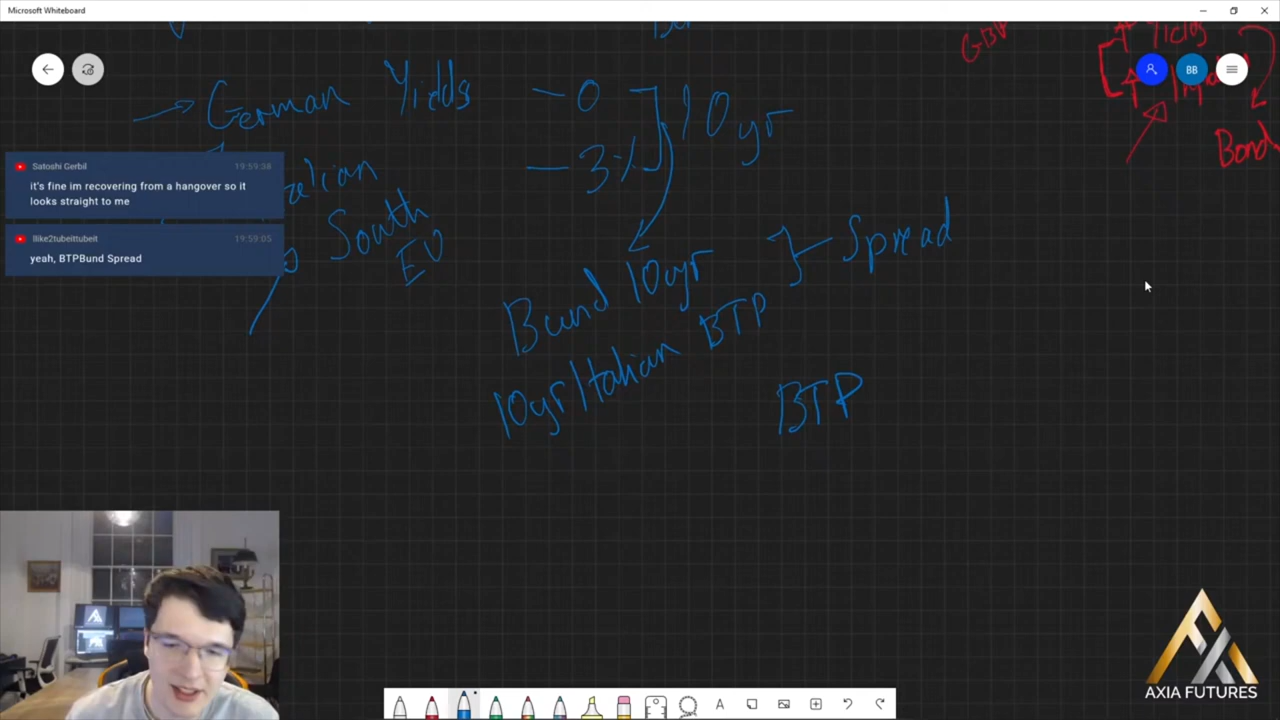 Microsoft Whiteboard
GBP
Yields
BB
German Yields — 0
10yr
— 3%
Satoshi Gerbil 19:59:38
it's fine im recovering from a hangover so it
looks straight to me
Bond
South
EU
Ilike2tubeittubeit 19:59:05
yeah, BTPBund Spread
Spread
Bund 10yr
10yr Italian BTP
BTP
AXIA FUTURES